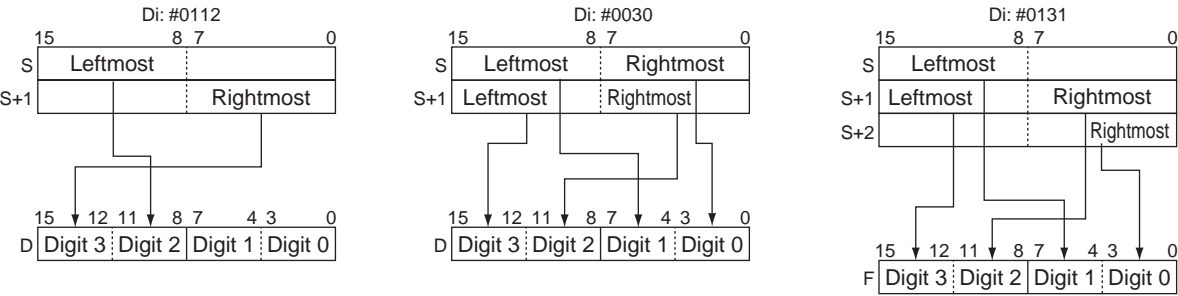 Di: #0112
15 8 7 0
S Leftmost
S+1 Rightmost
15 12 11 8 7 4 3 0
D Digit 3 Digit 2 Digit 1 Digit 0
Di: #0030
15 8 7 0
S Leftmost Rightmost
S+1 Leftmost Rightmost
15 12 11 8 7 4 3 0
D Digit 3 Digit 2 Digit 1 Digit 0
Di: #0131
15 8 7 0
S Leftmost
S+1 Leftmost Rightmost
S+2 Rightmost
15 12 11 8 7 4 3 0
F Digit 3 Digit 2 Digit 1 Digit 0